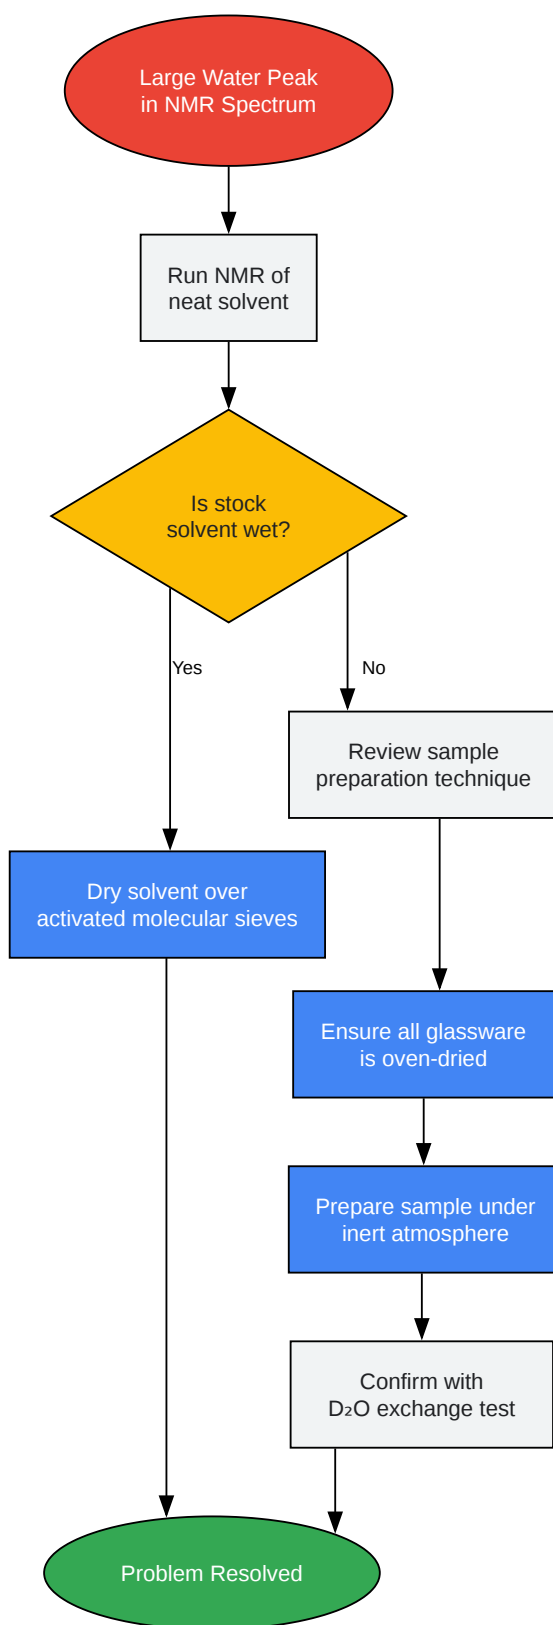 Large Water Peak
in NMR Spectrum
Run NMR of
neat solvent
Is stock
solvent wet?
Yes
No
Review sample
preparation technique
Dry solvent over
activated molecular sieves
Ensure all glassware
is oven-dried
Prepare sample under
inert atmosphere
Confirm with
D₂O exchange test
Problem Resolved